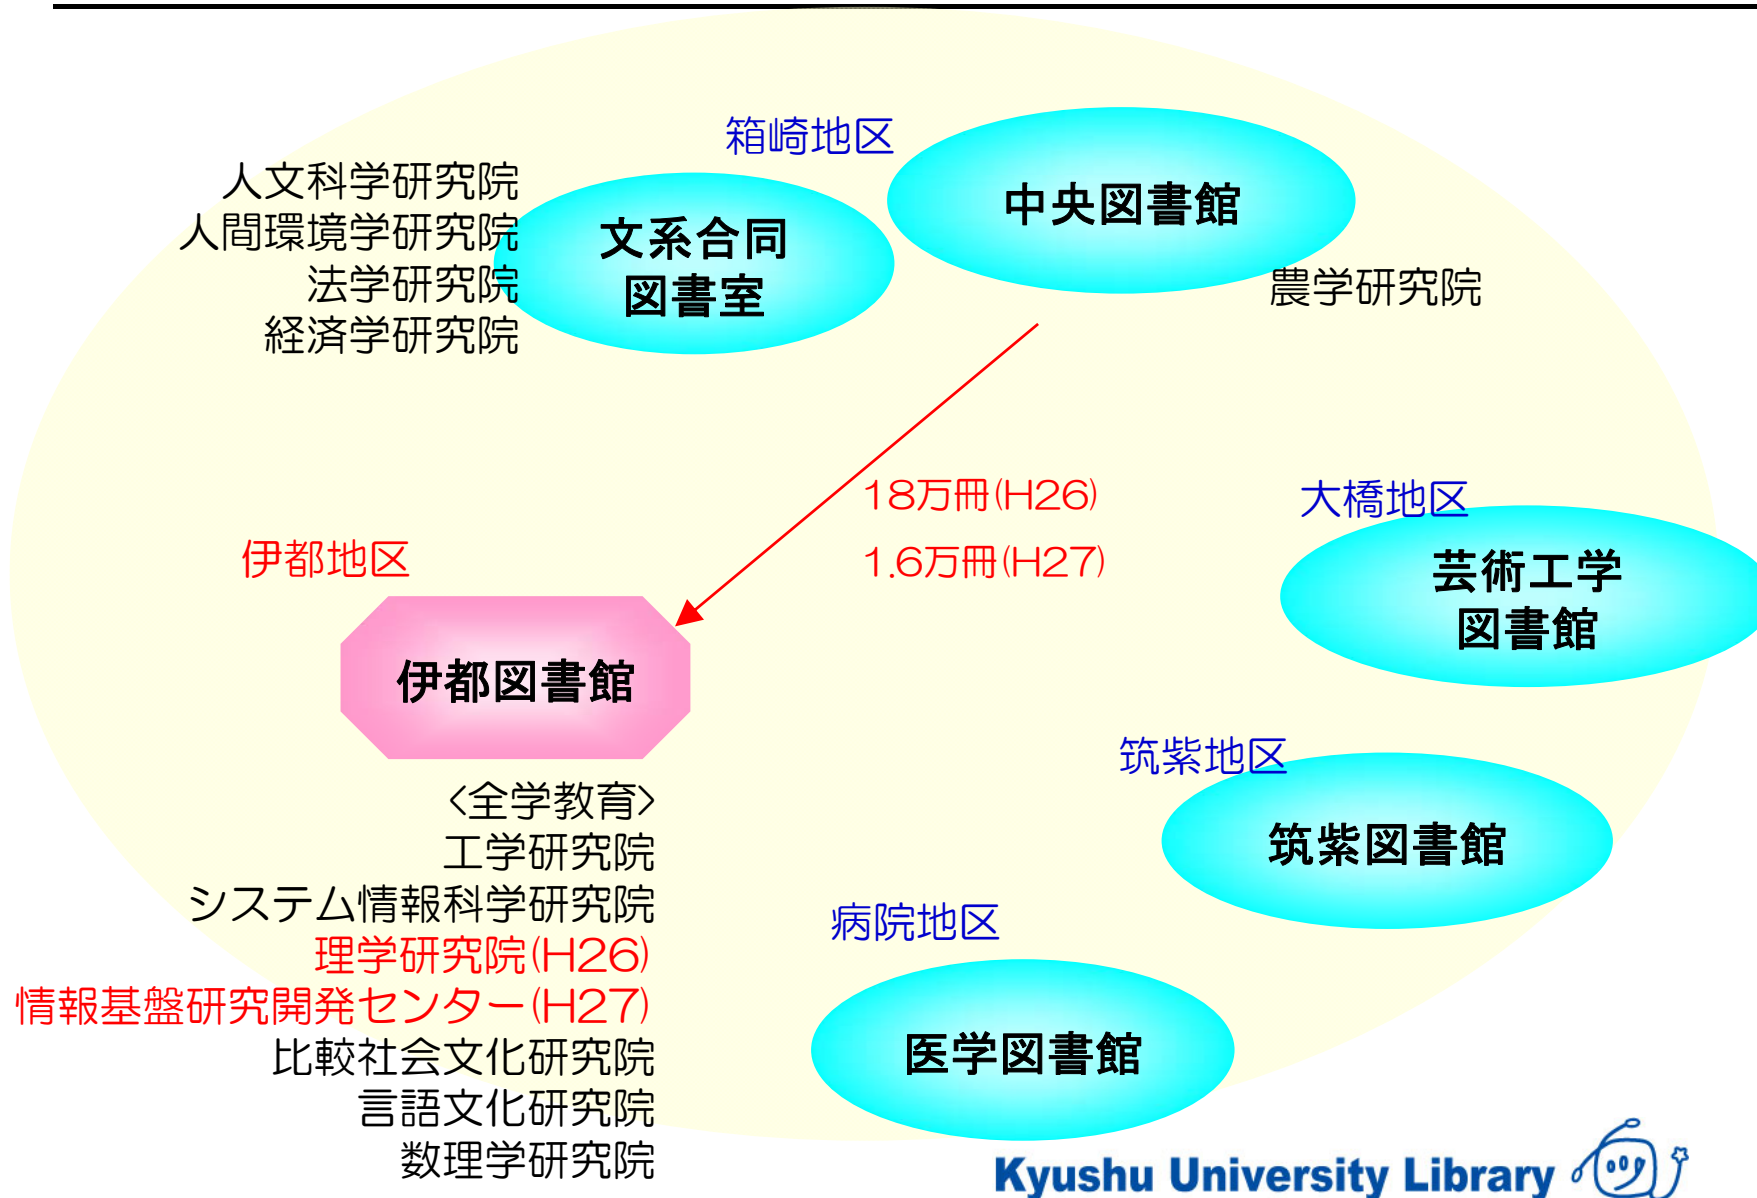 箱崎地区
中央図書館
農学研究院
人文科学研究院
人間環境学研究院
法学研究院
経済学研究院
文系合同
図書室
18万冊(H26)
1.6万冊(H27)
大橋地区
芸術工学
図書館
伊都地区
伊都図書館
<全学教育>
工学研究院
システム情報科学研究院
理学研究院(H26)
情報基盤研究開発センター(H27)
比較社会文化研究院
言語文化研究院
数理学研究院
筑紫地区
筑紫図書館
病院地区
医学図書館
Kyushu University Library